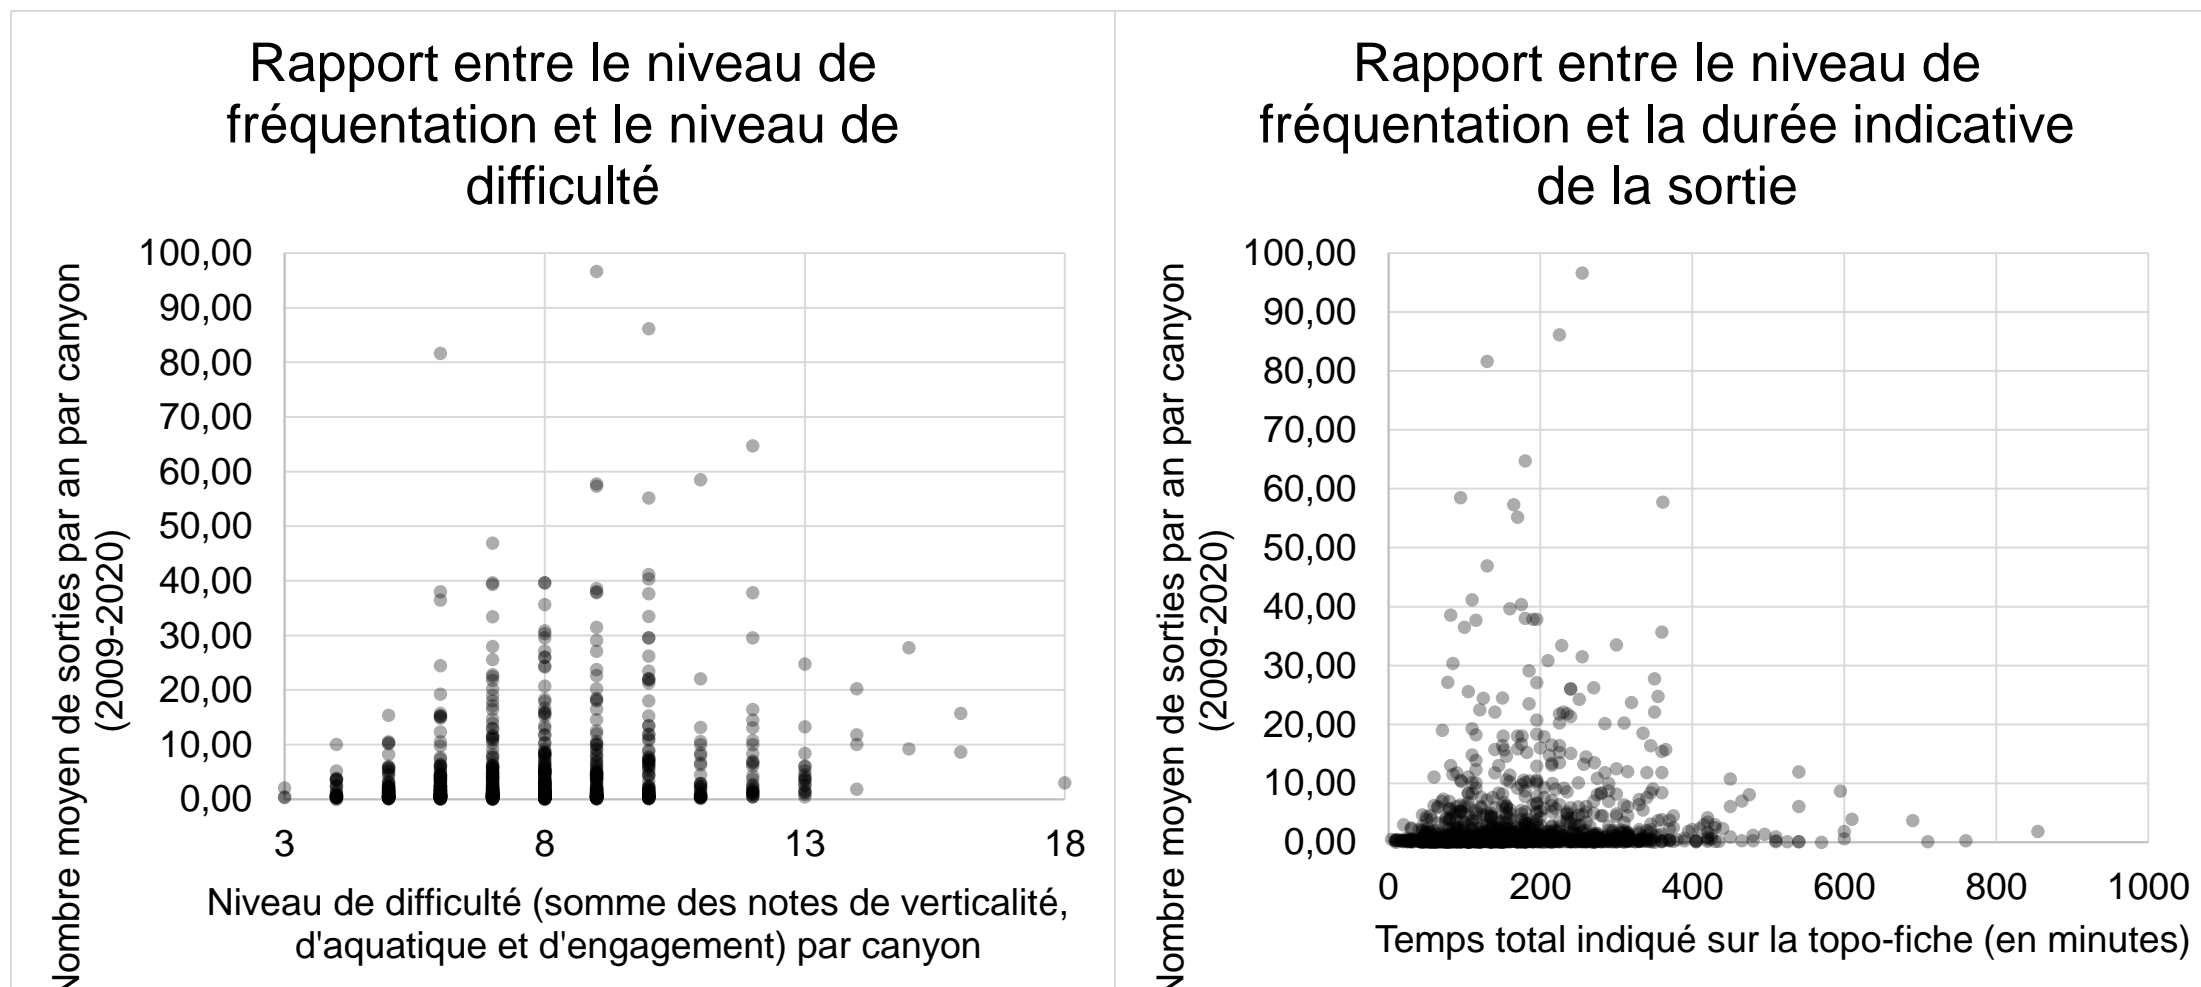 Rapport entre le niveau de
fréquentation et le niveau de
difficulté
Nombre moyen de sorties par an par canyon
(2009-2020)
100,00
90,00
80,00
70,00
60,00
50,00
40,00
30,00
20,00
10,00
0,00
3 8 13 18
Niveau de difficulté (somme des notes de verticalité,
d'aquatique et d'engagement) par canyon
Rapport entre le niveau de
fréquentation et la durée indicative
de la sortie
Nombre moyen de sorties par an par canyon
(2009-2020)
100,00
90,00
80,00
70,00
60,00
50,00
40,00
30,00
20,00
10,00
0,00
0 200 400 600 800 1000
Temps total indiqué sur la topo-fiche (en minutes)